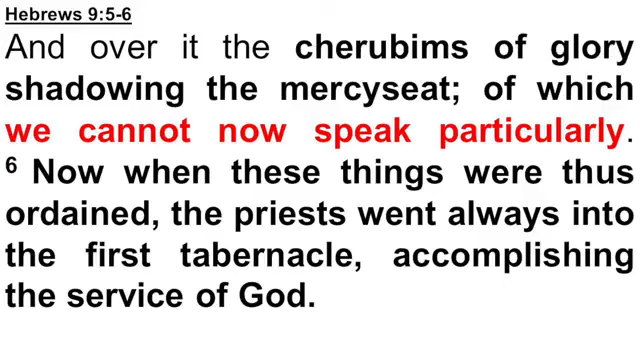 Hebrews 9:5-6
And over it the cherubims of glory
shadowing the mercyseat; of which
we cannot now speak particularly.
6 Now when these things were thus
ordained, the priests went always into
the first tabernacle, accomplishing
the service of God.